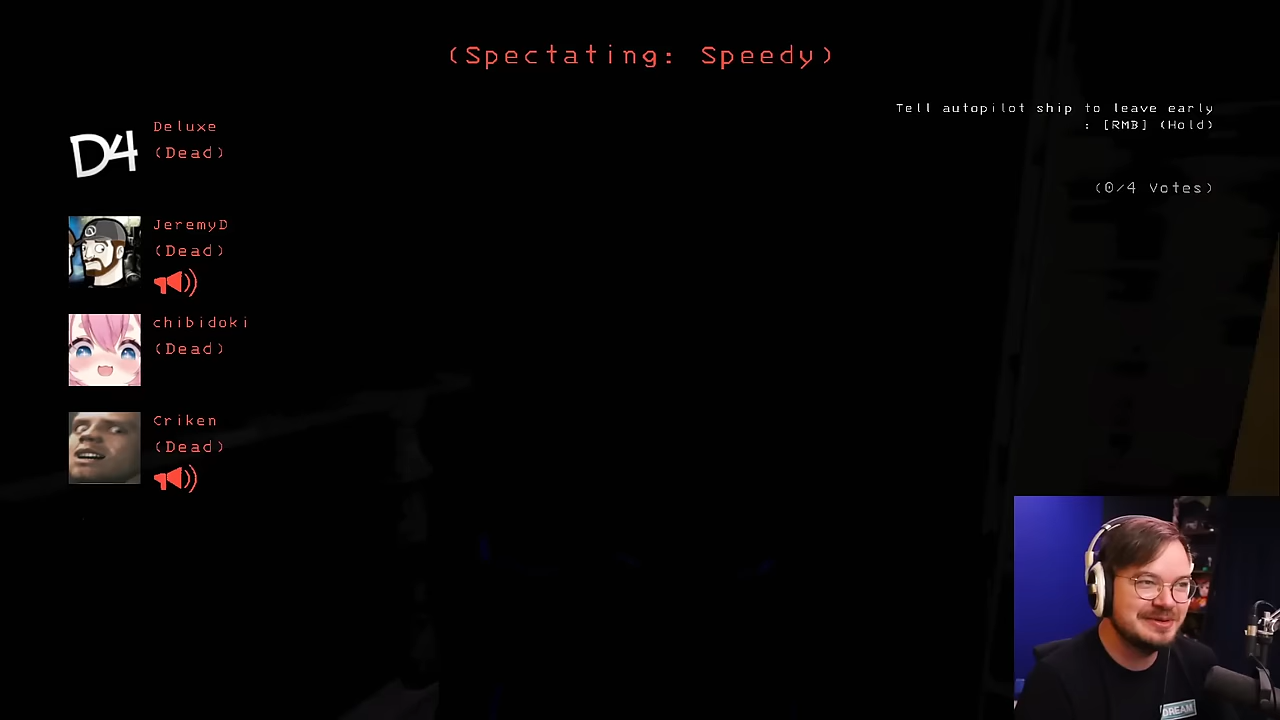 (Spectating: Speedy)
Tell autopilot ship to leave early
: [RMB] (Hold)
(0/4 Votes)
D4
Deluxe
(Dead)
JeremyD
(Dead)
chibidoki
(Dead)
Criken
(Dead)
DREAM